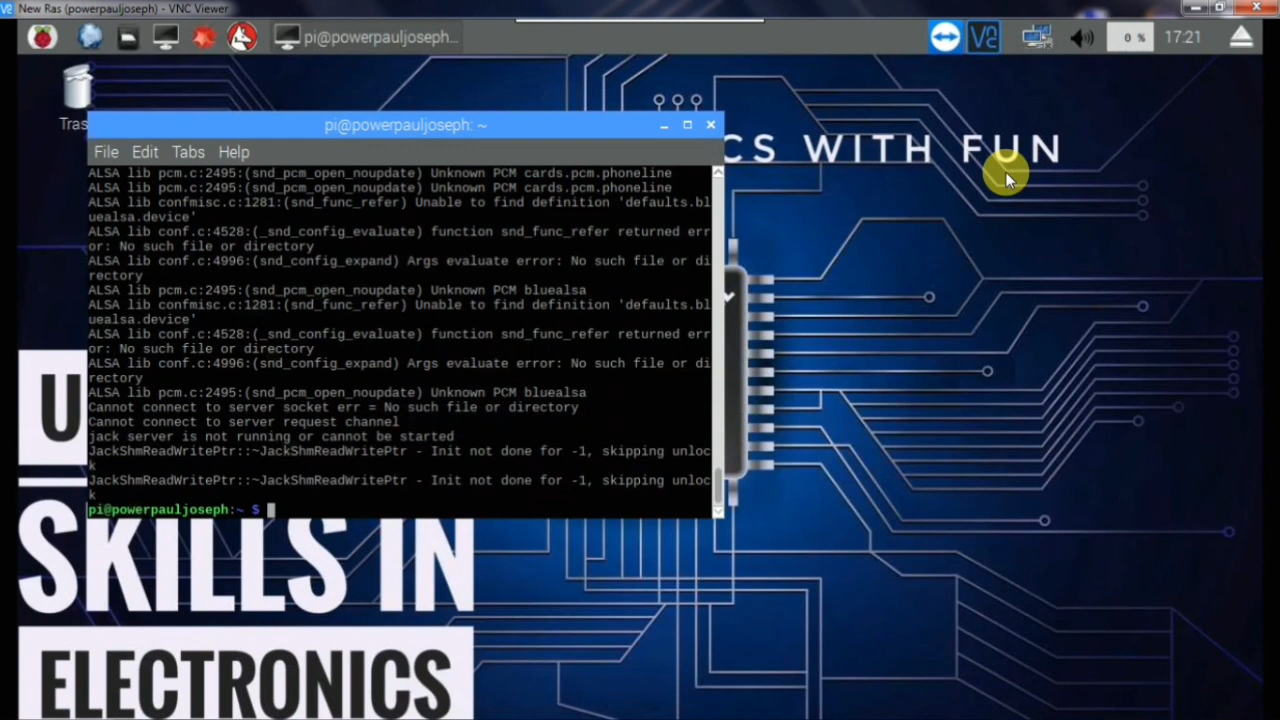 New Ras (powerpauljoseph) - VNC Viewer
pi@powerpauljoseph...
0 %
17:21
Tras
CS WITH FUN
pi@powerpauljoseph: ~
File Edit Tabs Help
ALSA lib pcm.c:2495:(snd_pcm_open_noupdate) Unknown PCM cards.pcm.phoneline
ALSA lib pcm.c:2495:(snd_pcm_open_noupdate) Unknown PCM cards.pcm.phoneline
ALSA lib confmisc.c:1281:(snd_func_refer) Unable to find definition 'defaults.bl
uealsa.device'
ALSA lib conf.c:4528:(_snd_config_evaluate) function snd_func_refer returned err
or: No such file or directory
ALSA lib conf.c:4996:(snd_config_expand) Args evaluate error: No such file or di
rectory
ALSA lib pcm.c:2495:(snd_pcm_open_noupdate) Unknown PCM bluealsa
ALSA lib confmisc.c:1281:(snd_func_refer) Unable to find definition 'defaults.bl
uealsa.device'
ALSA lib conf.c:4528:(_snd_config_evaluate) function snd_func_refer returned err
or: No such file or directory
ALSA lib conf.c:4996:(snd_config_expand) Args evaluate error: No such file or di
rectory
ALSA lib pcm.c:2495:(snd_pcm_open_noupdate) Unknown PCM bluealsa
Cannot connect to server socket err = No such file or directory
Cannot connect to server request channel
jack server is not running or cannot be started
JackShmReadWritePtr::~JackShmReadWritePtr - Init not done for -1, skipping unloc
k
JackShmReadWritePtr::~JackShmReadWritePtr - Init not done for -1, skipping unloc
k
pi@powerpauljoseph:~ $
U
SKILLS IN
ELECTRONICS